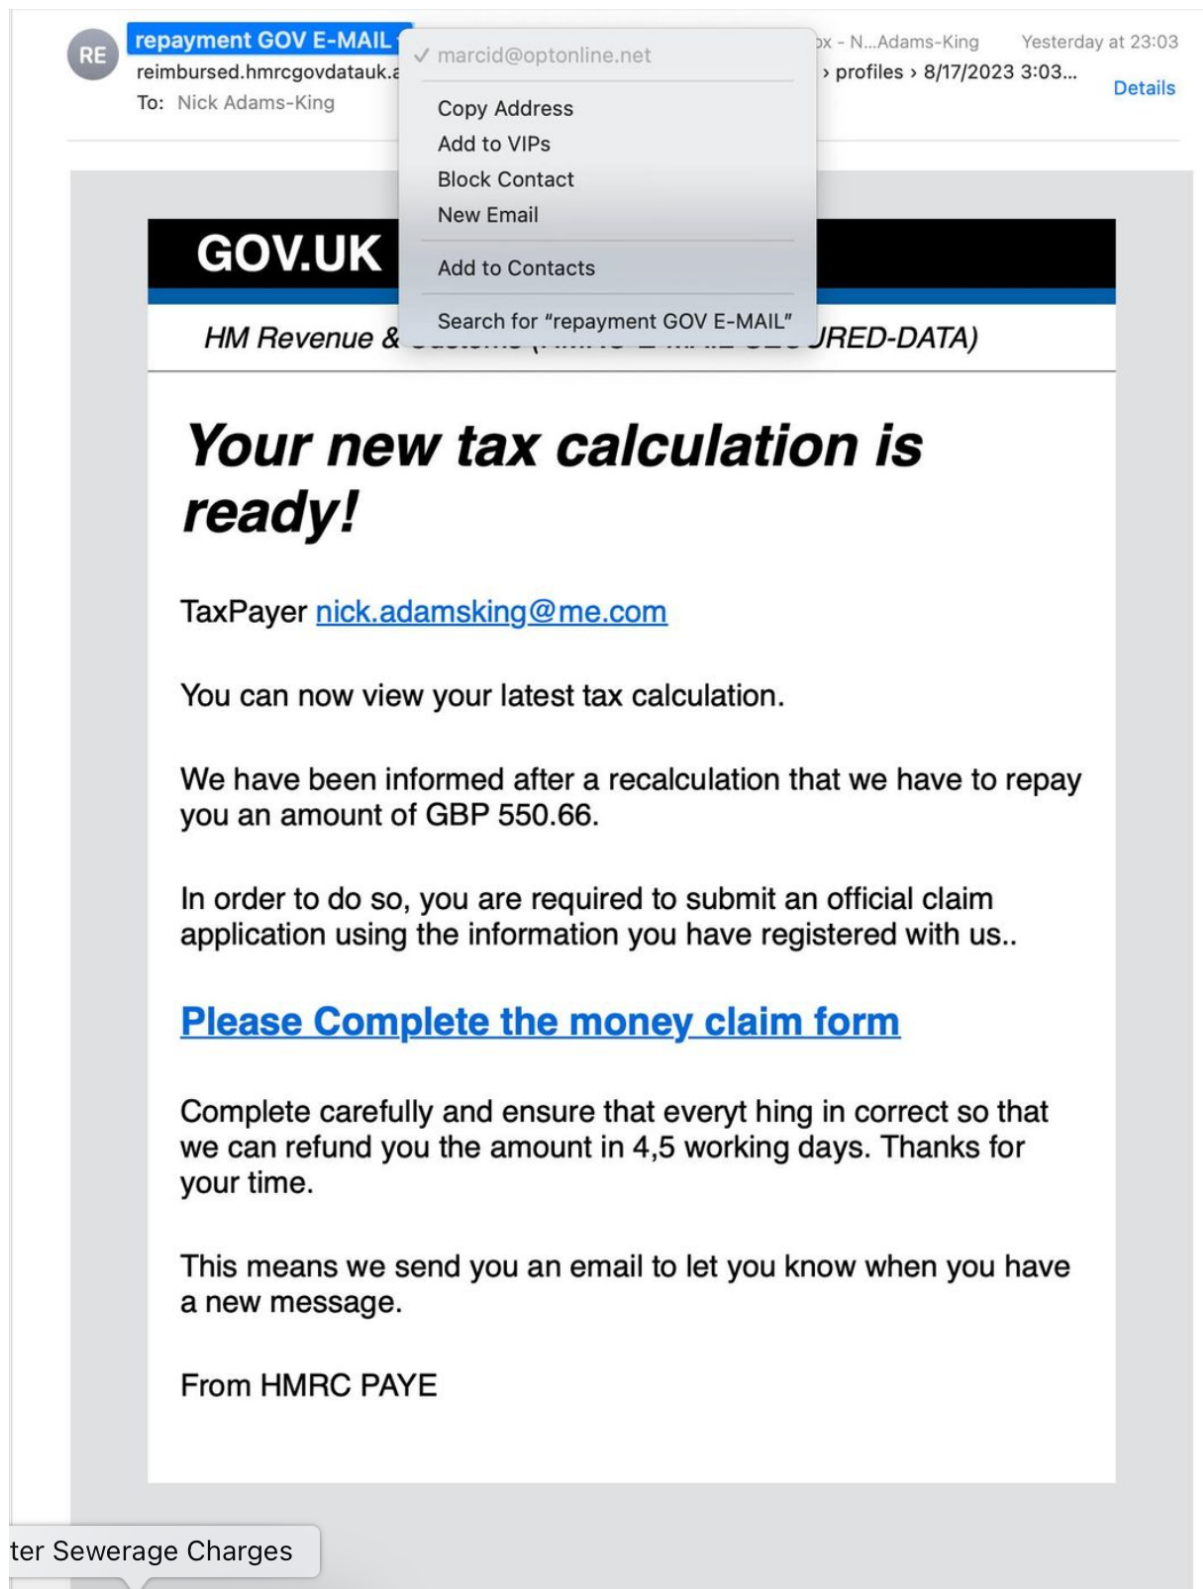 RE
repayment GOV E-MAIL
✓ marcid@optonline.net
N...Adams-King Yesterday at 23:03
reimbursed.hmrcgovdatauk.a
› profiles › 8/17/2023 3:03...
Details
To: Nick Adams-King
Copy Address
Add to VIPs
Block Contact
New Email
Add to Contacts
Search for “repayment GOV E-MAIL”
GOV.UK
HM Revenue & Customs (HMRC-E-MAIL-SECURED-DATA)
Your new tax calculation is
ready!
TaxPayer nick.adamsking@me.com
You can now view your latest tax calculation.
We have been informed after a recalculation that we have to repay
you an amount of GBP 550.66.
In order to do so, you are required to submit an official claim
application using the information you have registered with us..
Please Complete the money claim form
Complete carefully and ensure that everyt hing in correct so that
we can refund you the amount in 4,5 working days. Thanks for
your time.
This means we send you an email to let you know when you have
a new message.
From HMRC PAYE
ter Sewerage Charges